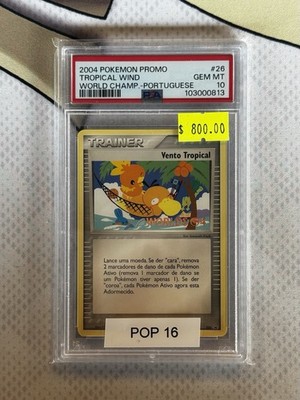 2004 POKEMON PROMO #26
TROPICAL WIND GEM MT
WORLD CHAMP.-PORTUGUESE 10
PSA 103000813
$ 800.00
TRAINER
Vento Tropical
Lance uma moeda. Se der "cara", remova
2 marcadores de dano de cada Pokémon
Ativo (remova 1 marcador de dano se um
Pokémon tiver apenas 1). Se der
"coroa", cada Pokémon Ativo agora esta
Adormecido.
POP 16